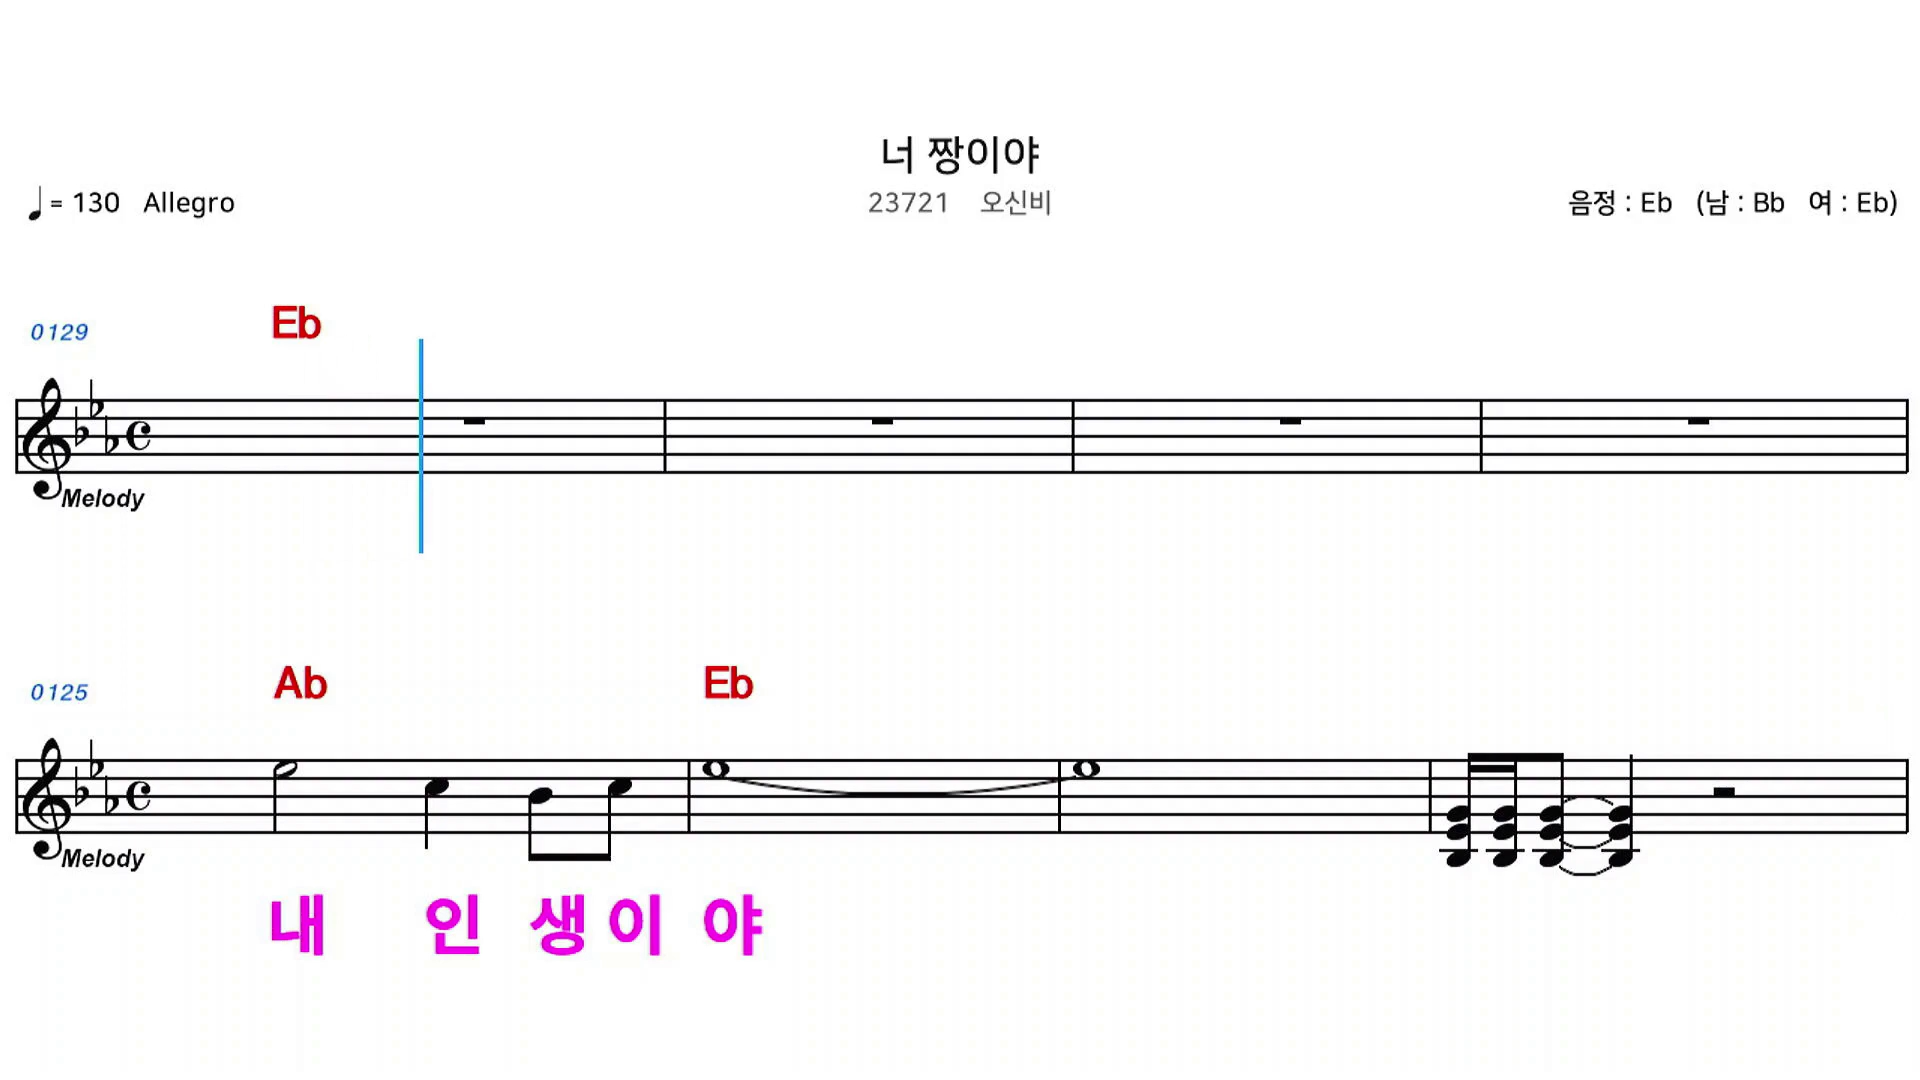 너 짱이야
= 130 Allegro 23721 오신비 음정 : Eb (남 : Bb 여 : Eb)
0129 Eb
Melody
0125 Ab Eb
Melody
내 인 생 이 야